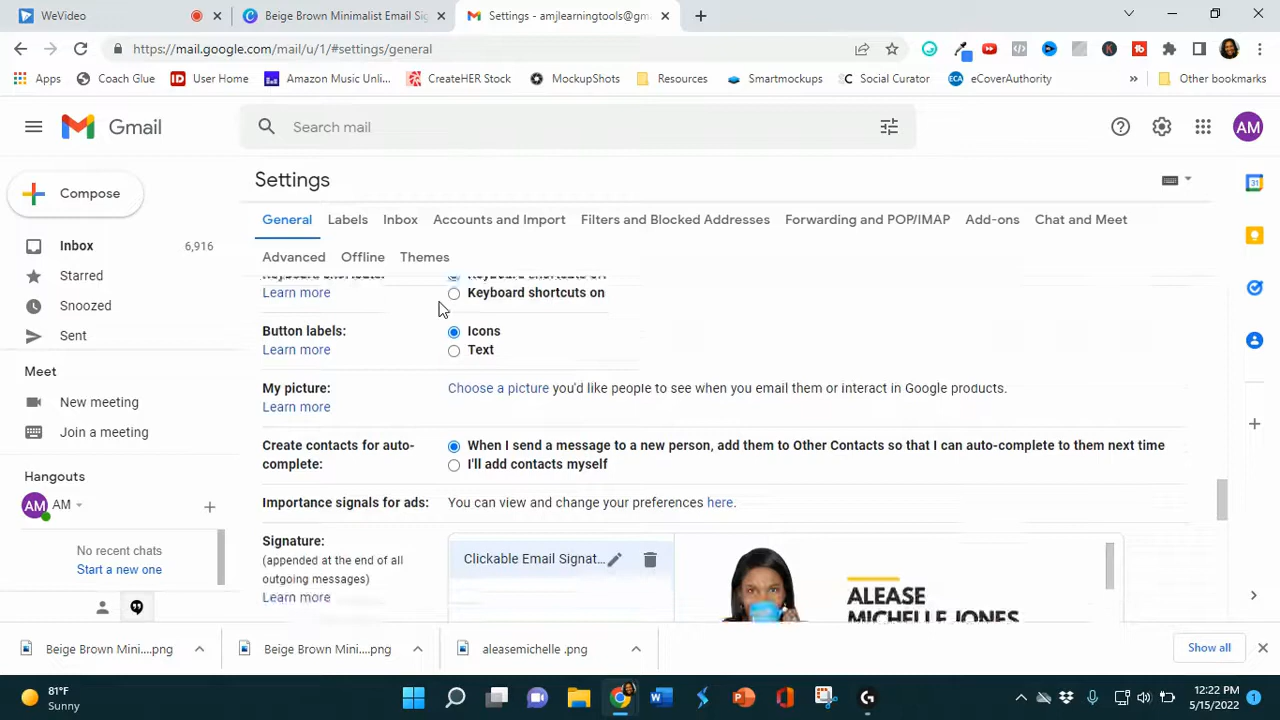 WeVideo
Beige Brown Minimalist Email Sig
Settings - amjlearningtools@gma
https://mail.google.com/mail/u/1/#settings/general
Apps
Coach Glue
User Home
Amazon Music Unli...
CreateHER Stock
MockupShots
Resources
Smartmockups
Social Curator
eCoverAuthority
»
Other bookmarks
Gmail
Search mail
AM
Compose
Settings
General
Labels
Inbox
Accounts and Import
Filters and Blocked Addresses
Forwarding and POP/IMAP
Add-ons
Chat and Meet
Advanced
Offline
Themes
Inbox 6,916
Starred
Snoozed
Sent
Meet
New meeting
Join a meeting
Hangouts
AM AM
No recent chats
Start a new one
Learn more
Keyboard shortcuts on
Button labels:
Icons
Learn more
Text
My picture:
Choose a picture you'd like people to see when you email them or interact in Google products.
Learn more
Create contacts for auto-
complete:
When I send a message to a new person, add them to Other Contacts so that I can auto-complete to them next time
I'll add contacts myself
Importance signals for ads:
You can view and change your preferences here.
Signature:
(appended at the end of all
outgoing messages)
Learn more
Clickable Email Signat...
ALEASE
MICHELLE JONES
31
Beige Brown Mini....png
Beige Brown Mini....png
aleasemichelle .png
Show all
81°F
Sunny
12:22 PM
5/15/2022
1